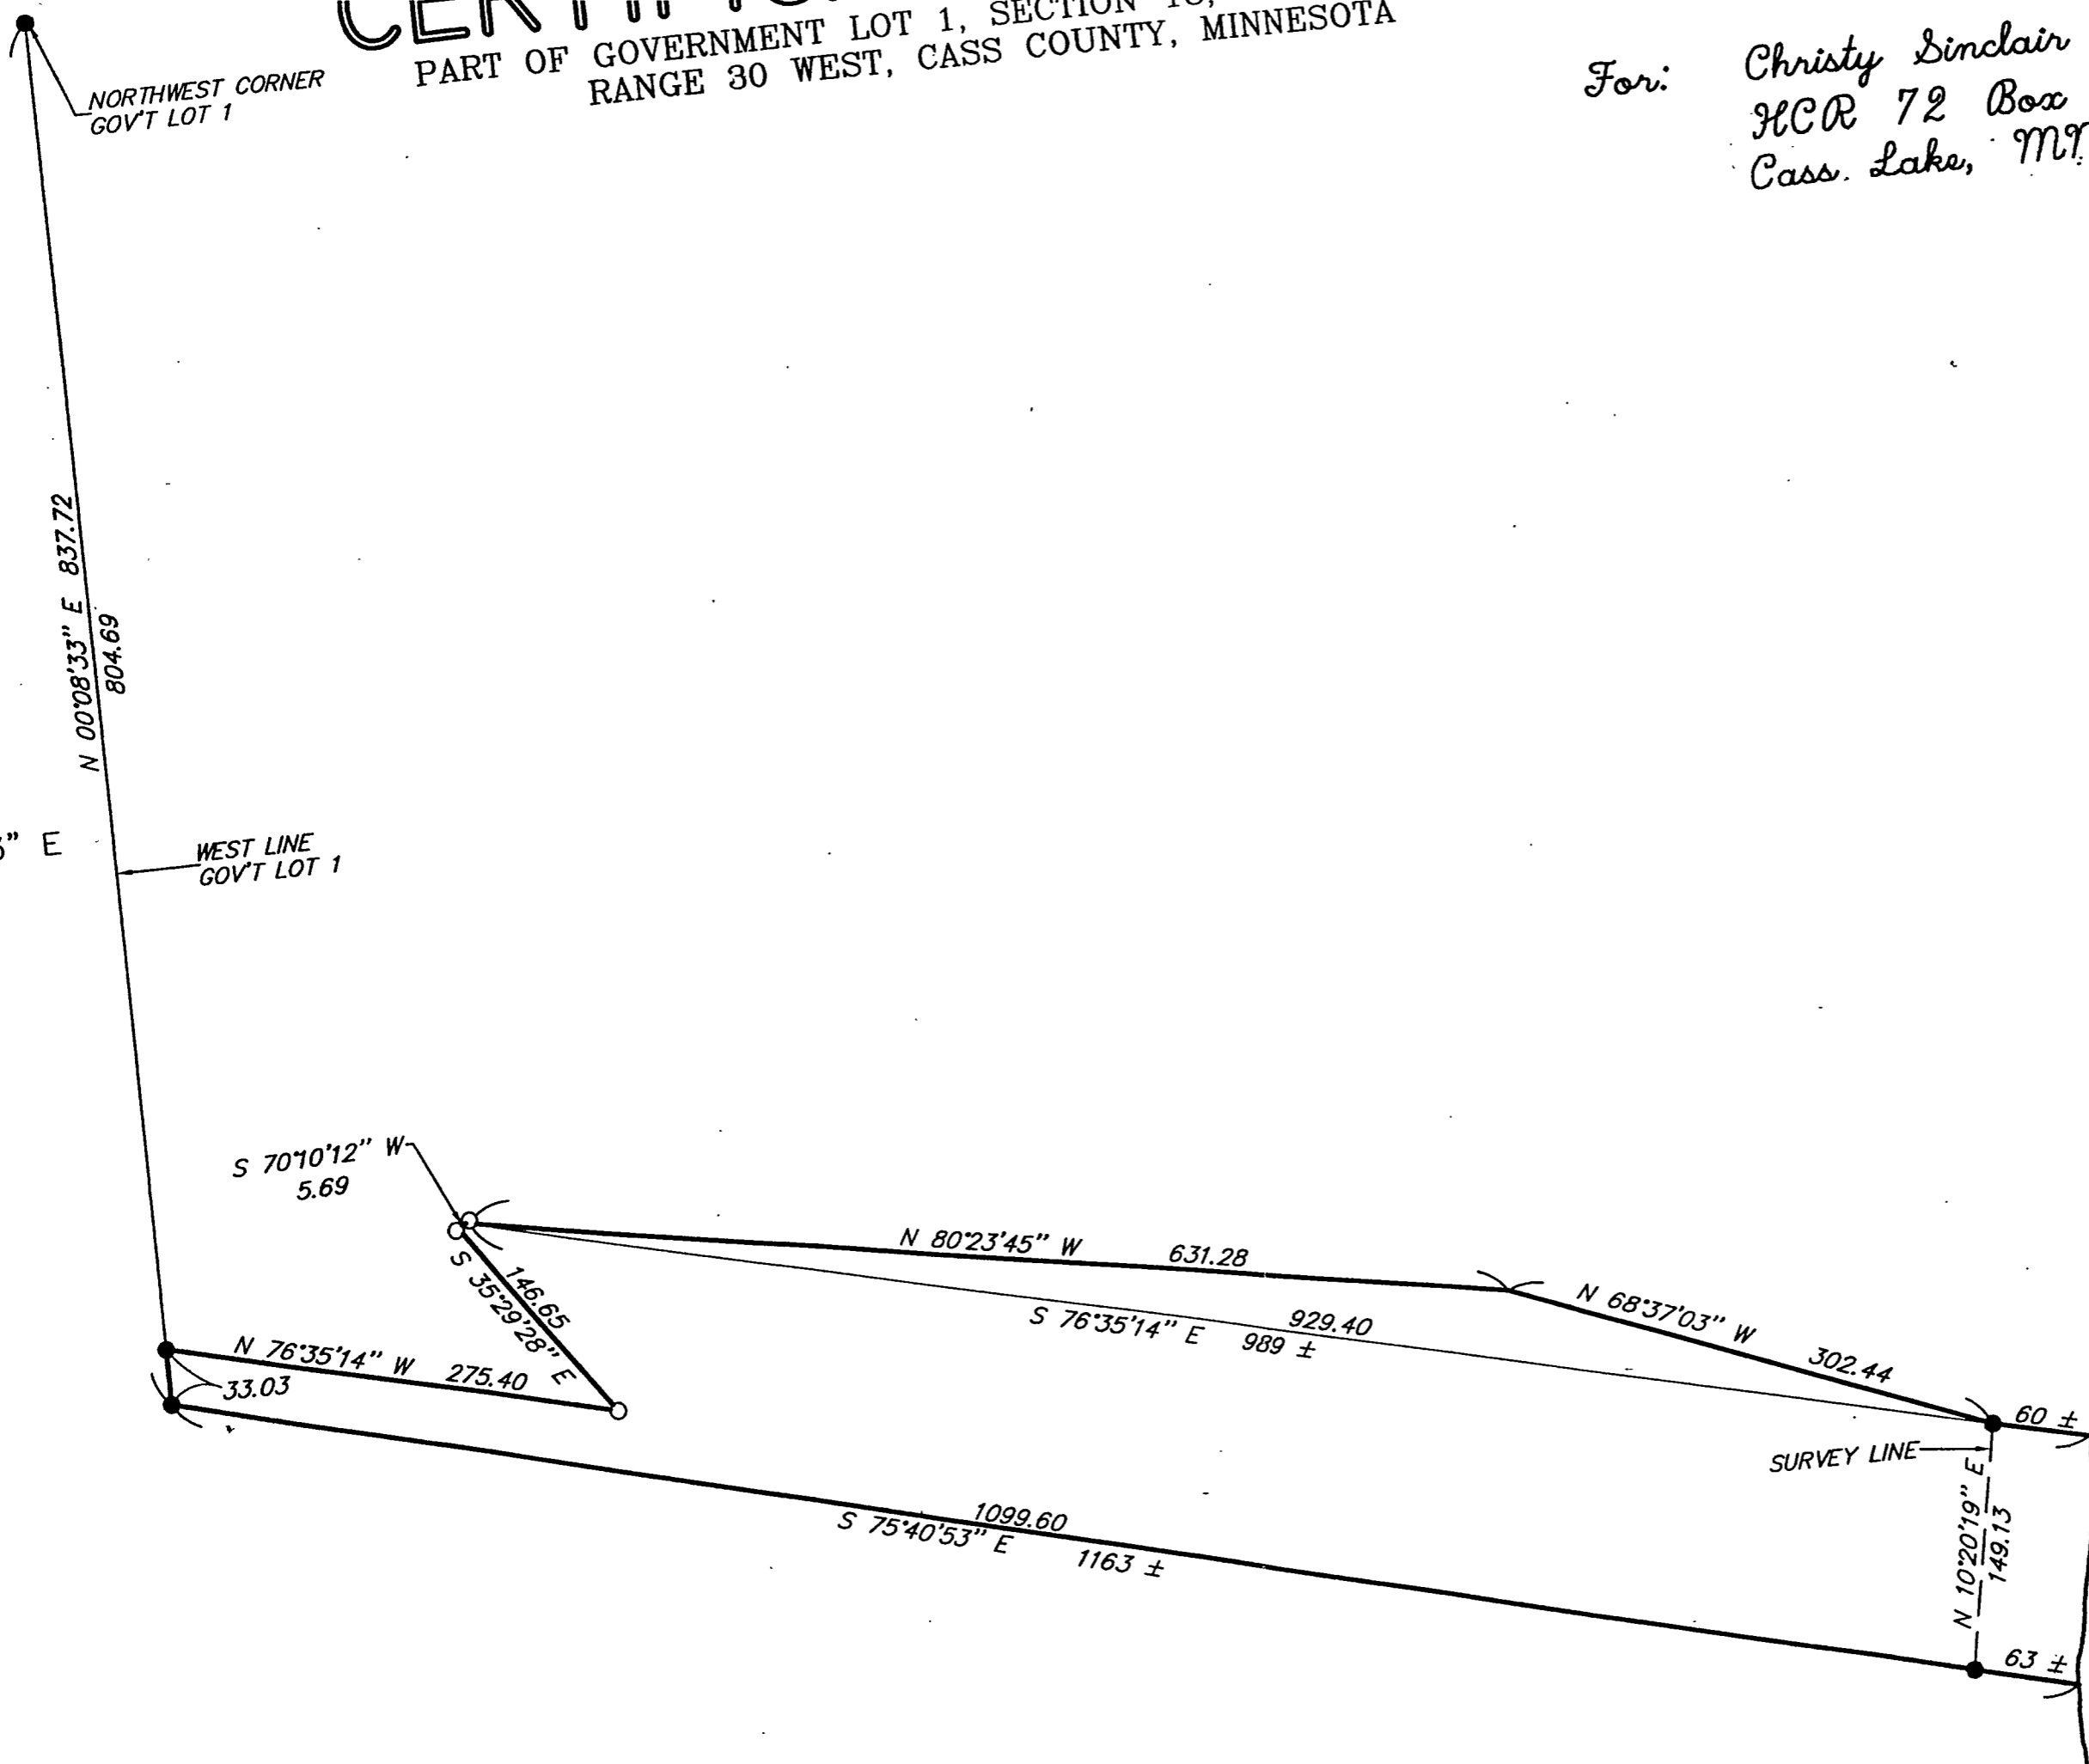 PART OF GOVERNMENT LOT 1, SECTION
RANGE 30 WEST, CASS COUNTY, MINNESOTA
For: Christy Sinclair
HCR 72 Box
Cass. Lake, MN
NORTHWEST CORNER
GOV'T LOT 1
N 00°08'33" E 837.72
804.69
" E
WEST LINE
GOV'T LOT 1
S 70°10'12" W
5.69
N 80°23'45" W 631.28
S 76°35'14" E 929.40
989 ±
N 68°37'03" W
302.44
146.65
S 35°29'28" E
N 76°35'14" W 275.40
33.03
60 ±
SURVEY LINE
N 10°20'19" E
149.13
1099.60
S 75°40'53" E
1163 ±
63 ±